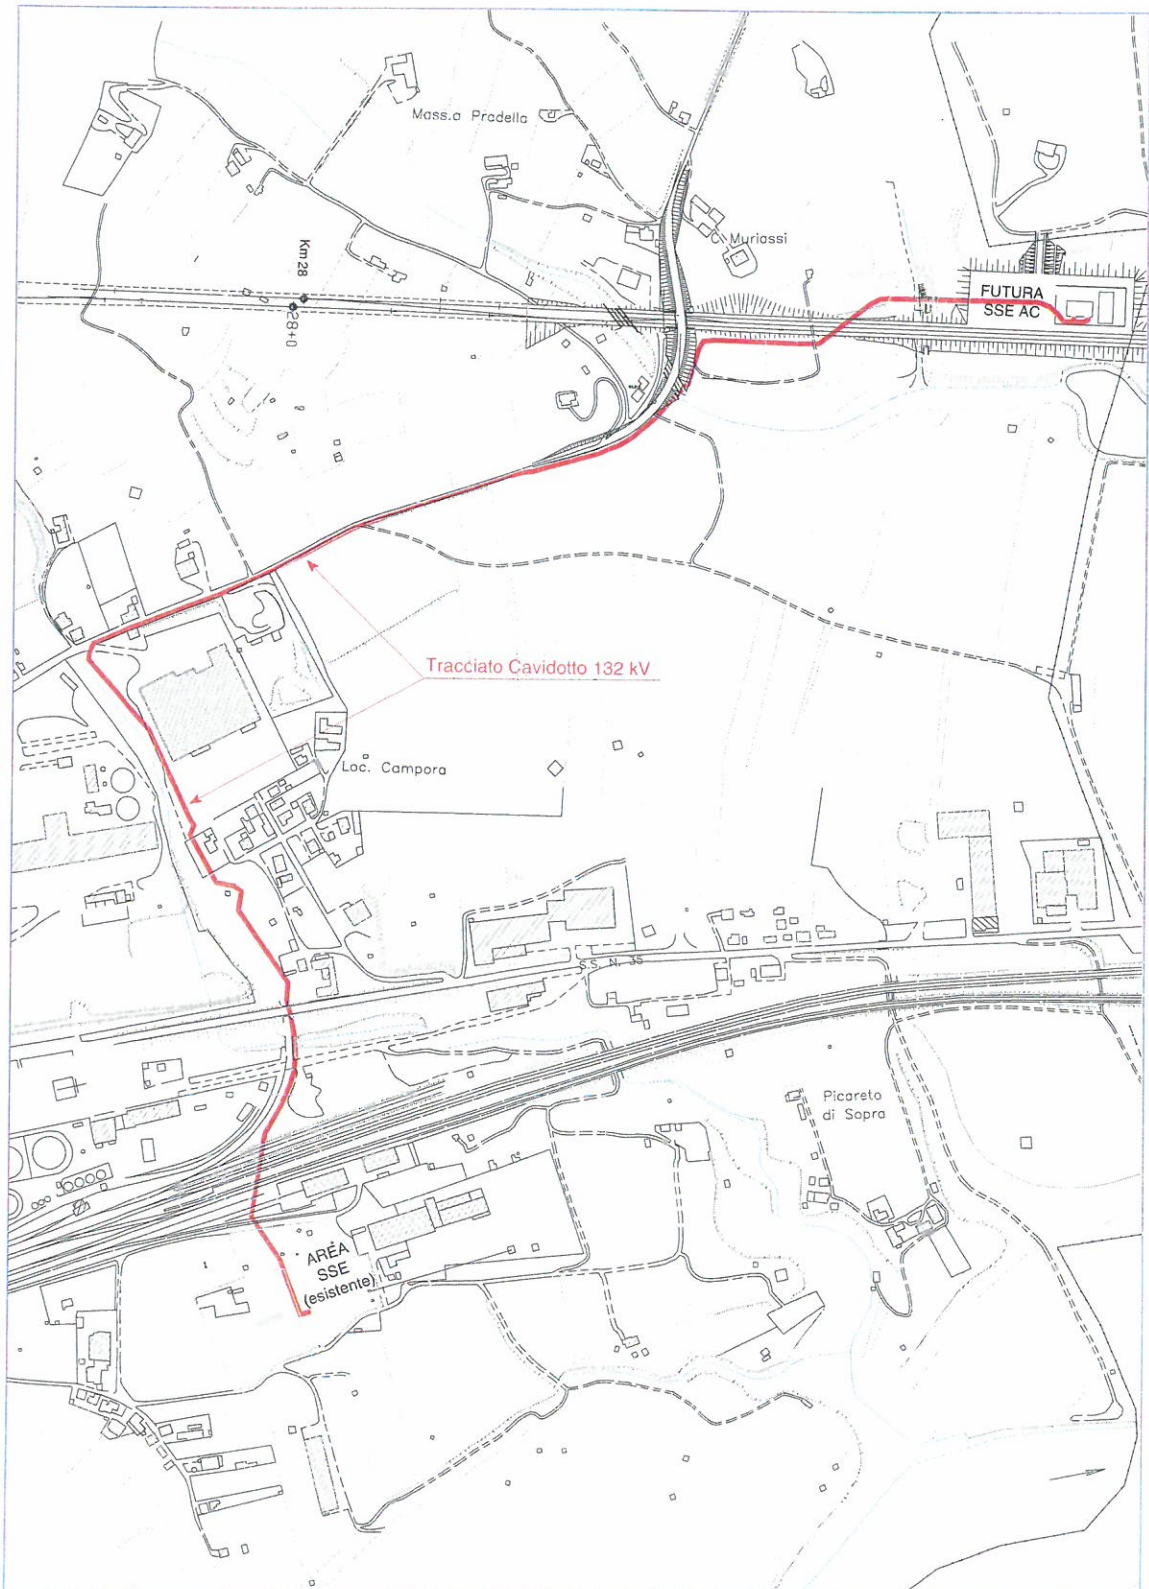 Mass.a Pradella
C. Muriassi
Km 28
28+0
FUTURA
SSE AC
Tracciato Cavidotto 132 kV
Loc. Campora
S.S. N. 35
Picareto
di Sopra
AREA
SSE
(esistente)